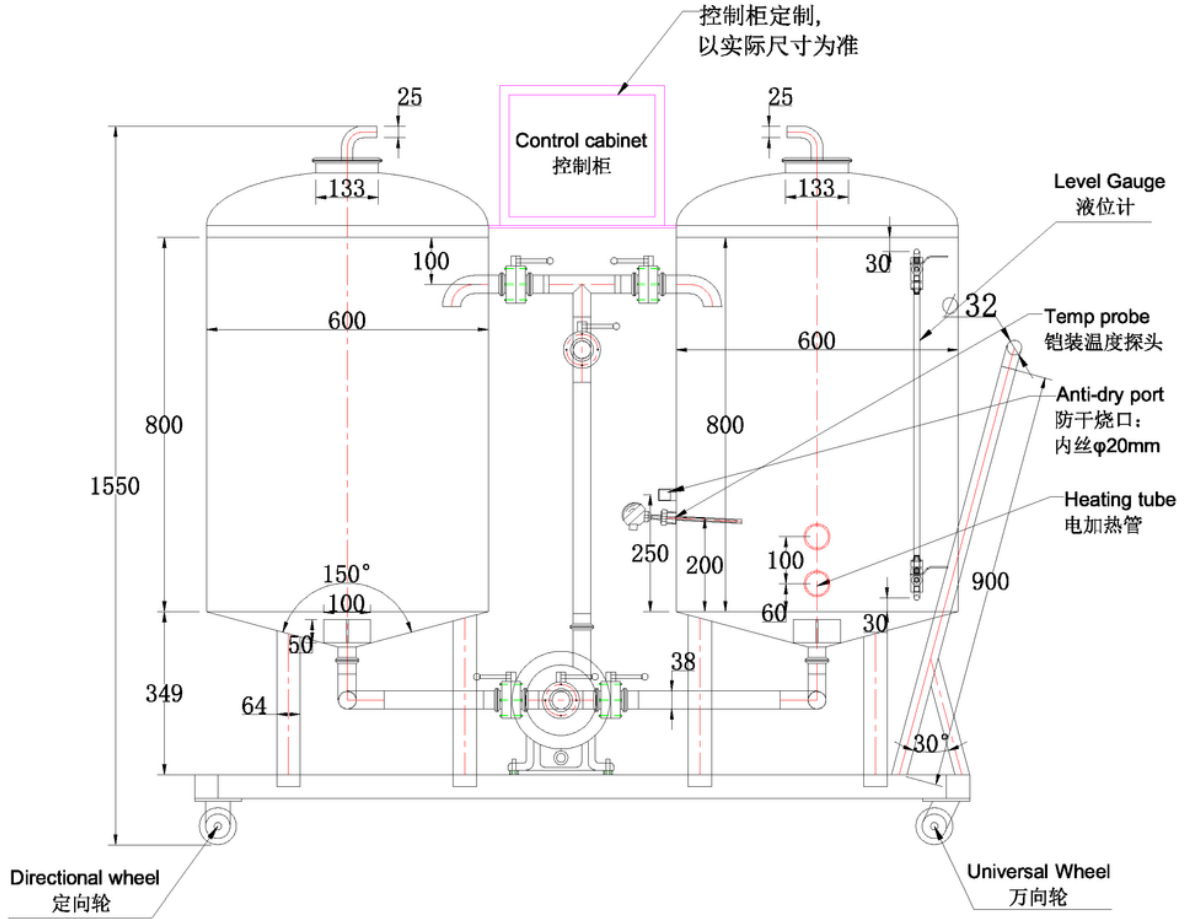 控制柜定制,
以实际尺寸为准
25
25
Control cabinet
控制柜
133
133
Level Gauge
液位计
100
30
32
600
Temp probe
铠装温度探头
600
Anti-dry port
防干烧口：
内丝φ20mm
800
800
1550
Heating tube
电加热管
250
200
100
900
150°
100
60
50
30
349
38
64
30°
Directional wheel
定向轮
Universal Wheel
万向轮